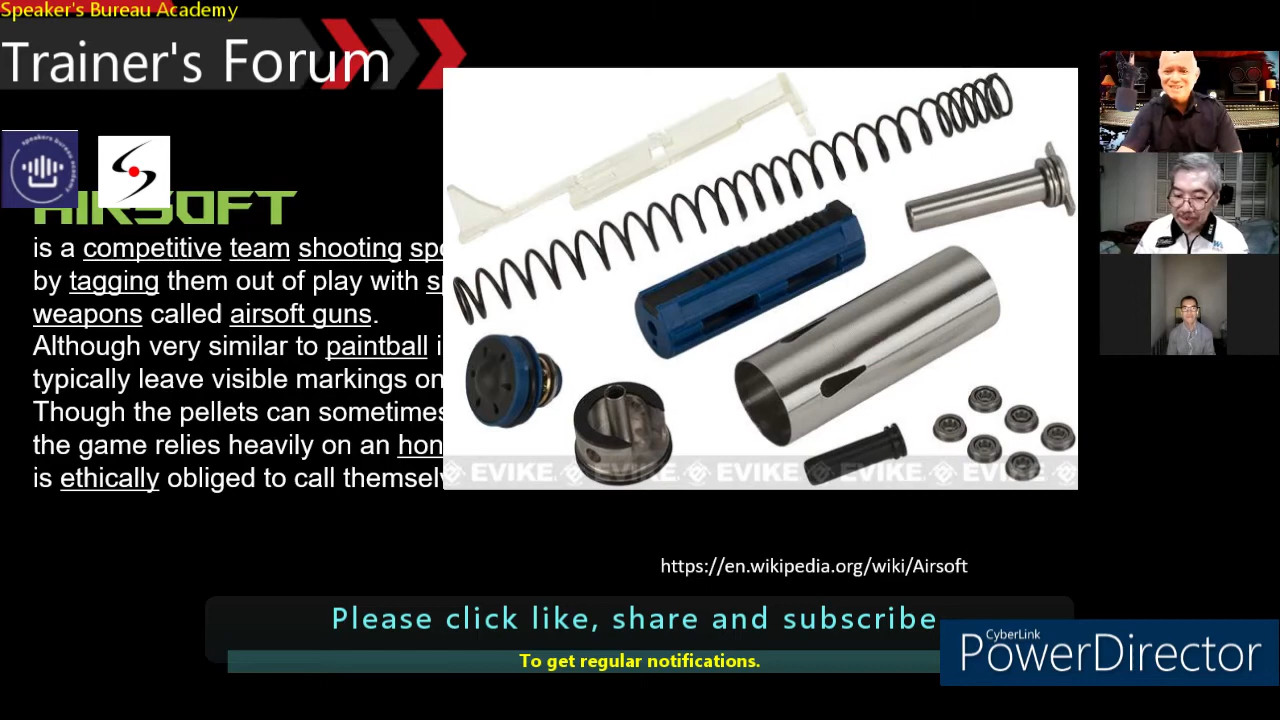 Speaker's Bureau Academy
Trainer's Forum
AIRSOFT
is a competitive team shooting
by tagging them out of play with
weapons called airsoft guns.
Although very similar to paintball
typically leave visible markings on
Though the pellets can sometimes
the game relies heavily on an
is ethically obliged to call
EVIKE EVIKE EVIKE EVIKE EVIKE
https://en.wikipedia.org/wiki/Airsoft
Please click like, share and subscribe
To get regular notifications.
CyberLink
PowerDirector